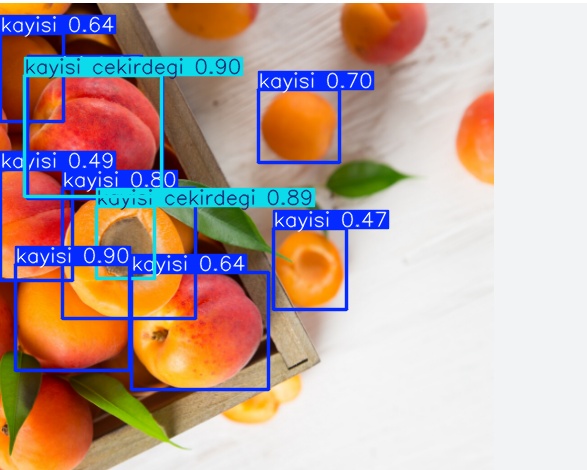 kayisi 0.64
kayisi cekirdegi 0.90
kayisi 0.70
kayisi 0.49
kayisi 0.80
kayisi cekirdegi 0.89
kayisi 0.47
kayisi 0.90
kayisi 0.64